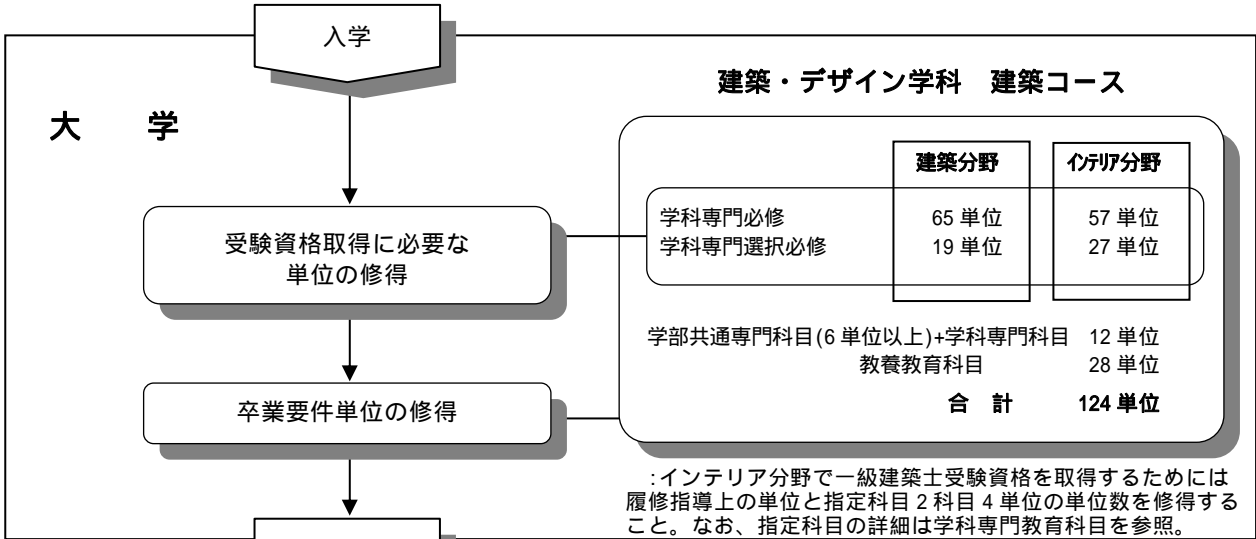 入学
大　学
建築・デザイン学科　建築コース
建築分野　インテリア分野
学科専門必修　65 単位　57 単位
学科専門選択必修　19 単位　27 単位
受験資格取得に必要な
単位の修得
学部共通専門科目(6 単位以上)+学科専門科目　12 単位
教養教育科目　28 単位
合　計　124 単位
卒業要件単位の修得
:インテリア分野で一級建築士受験資格を取得するためには
履修指導上の単位と指定科目 2 科目 4 単位の単位数を修得する
こと。なお、指定科目の詳細は学科専門教育科目を参照。